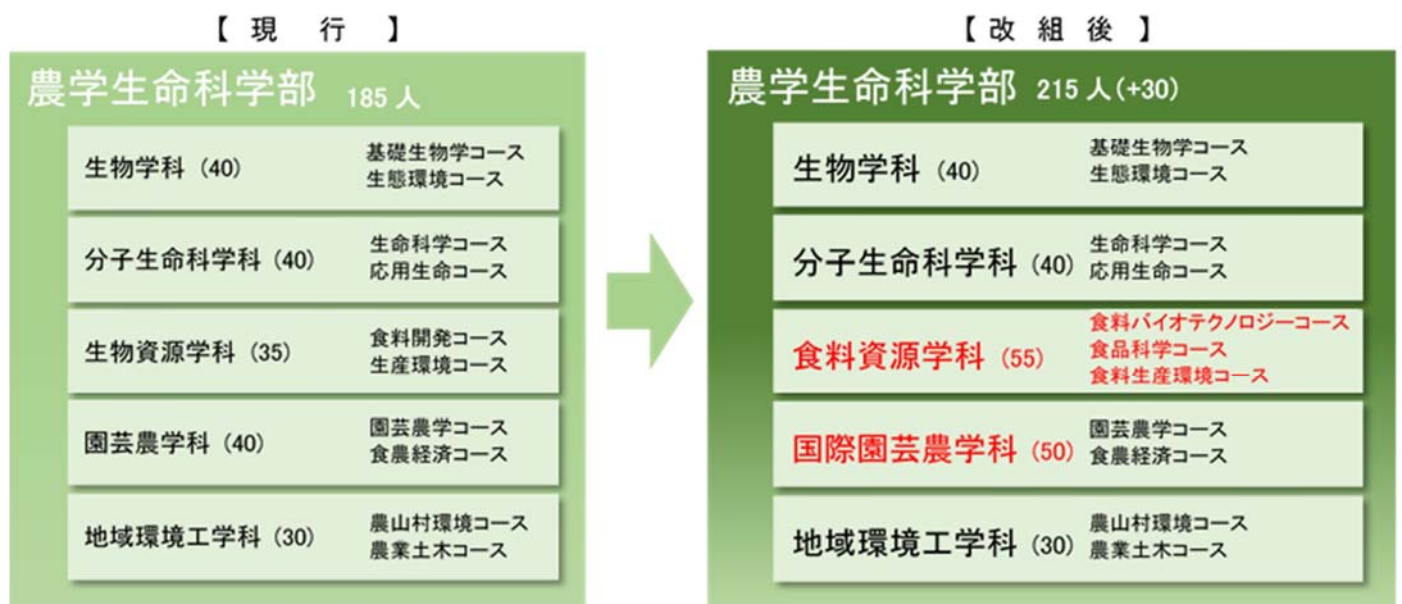 【 現 行 】
農学生命科学部 185 人
生物学科 (40)
基礎生物学コース
生態環境コース
分子生命科学科 (40)
生命科学コース
応用生命コース
生物資源学科 (35)
食料開発コース
生産環境コース
園芸農学科 (40)
園芸農学コース
食農経済コース
地域環境工学科 (30)
農山村環境コース
農業土木コース
【 改 組 後 】
農学生命科学部 215 人(+30)
生物学科 (40)
基礎生物学コース
生態環境コース
分子生命科学科 (40)
生命科学コース
応用生命コース
食料資源学科 (55)
食料バイオテクノロジーコース
食品科学コース
食料生産環境コース
国際園芸農学科 (50)
園芸農学コース
食農経済コース
地域環境工学科 (30)
農山村環境コース
農業土木コース